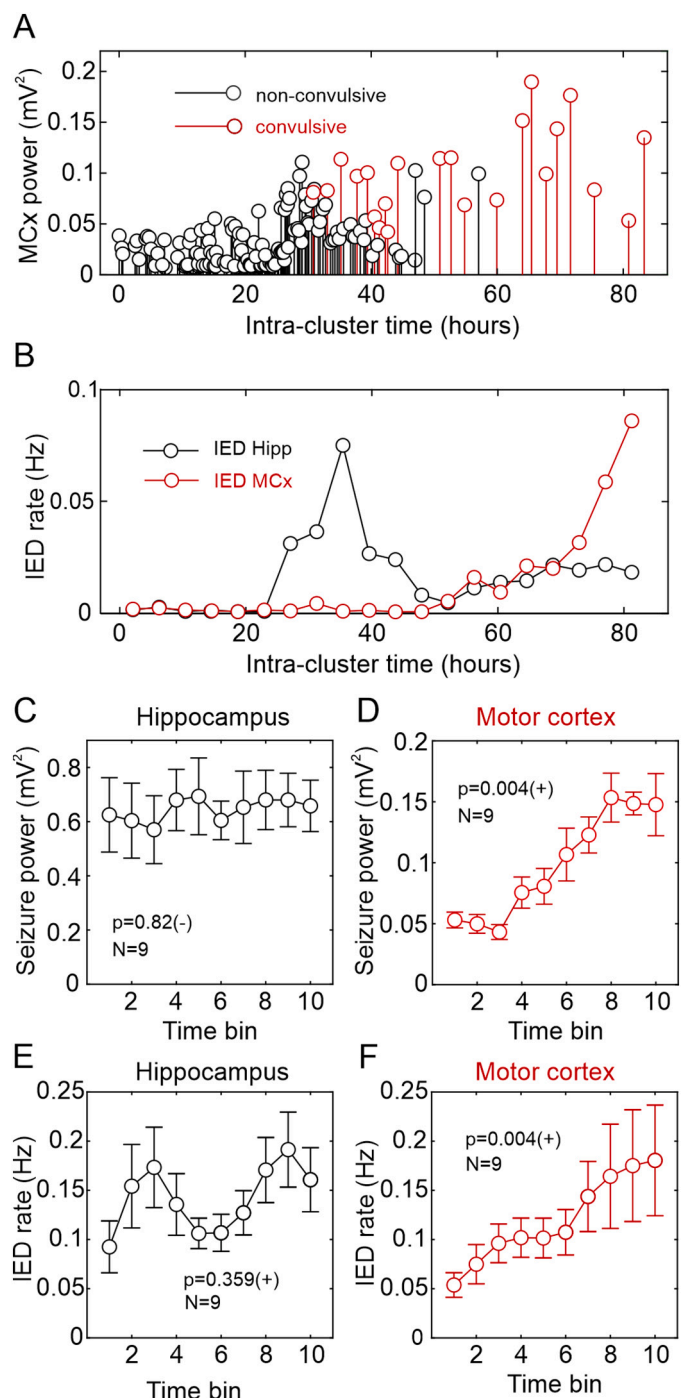 A
MCx power (mV²)
0.2
0.15
0.1
0.05
0
non-convulsive
convulsive
0 20 40 60 80
Intra-cluster time (hours)
B
IED rate (Hz)
0.1
0.05
0
IED Hipp
IED MCx
0 20 40 60 80
Intra-cluster time (hours)
C
Hippocampus
Seizure power (mV²)
0.8
0.6
0.4
0.2
0
p=0.82(-)
N=9
2 4 6 8 10
Time bin
D
Motor cortex
Seizure power (mV²)
0.2
0.15
0.1
0.05
0
p=0.004(+)
N=9
2 4 6 8 10
Time bin
E
Hippocampus
IED rate (Hz)
0.25
0.2
0.15
0.1
0.05
0
p=0.359(+)
N=9
2 4 6 8 10
Time bin
F
Motor cortex
IED rate (Hz)
0.25
0.2
0.15
0.1
0.05
0
p=0.004(+)
N=9
2 4 6 8 10
Time bin